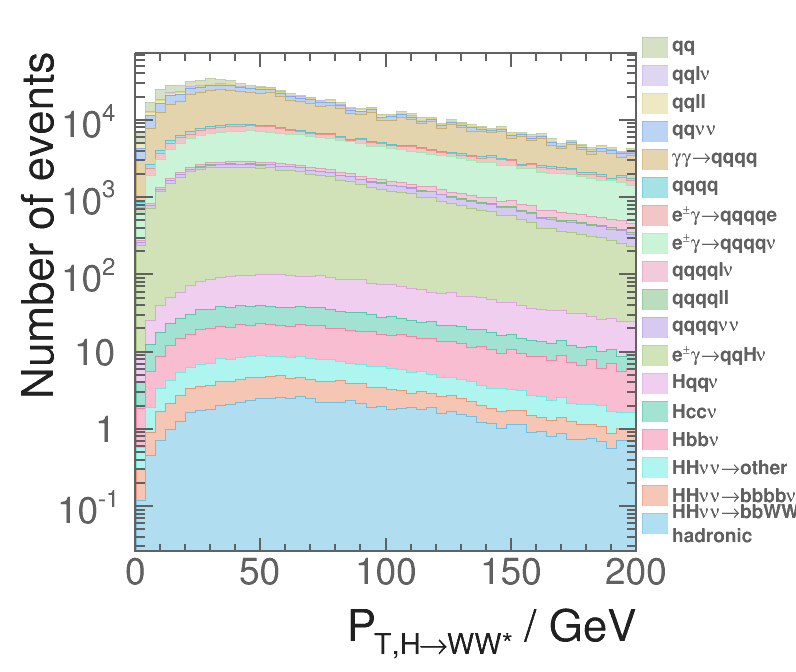 Number of events
10⁴
10³
10²
10
1
10⁻¹
0
50
100
150
200
P_T,H→WW* / GeV
qq
qqlν
qqll
qqνν
γγ→qqqq
qqqq
e±γ→qqqqe
e±γ→qqqqν
qqqqlν
qqqqll
qqqqνν
e±γ→qqHν
Hqqν
Hccν
Hbbν
HHνν→other
HHνν→bbbbν
HHνν→bbWW
hadronic